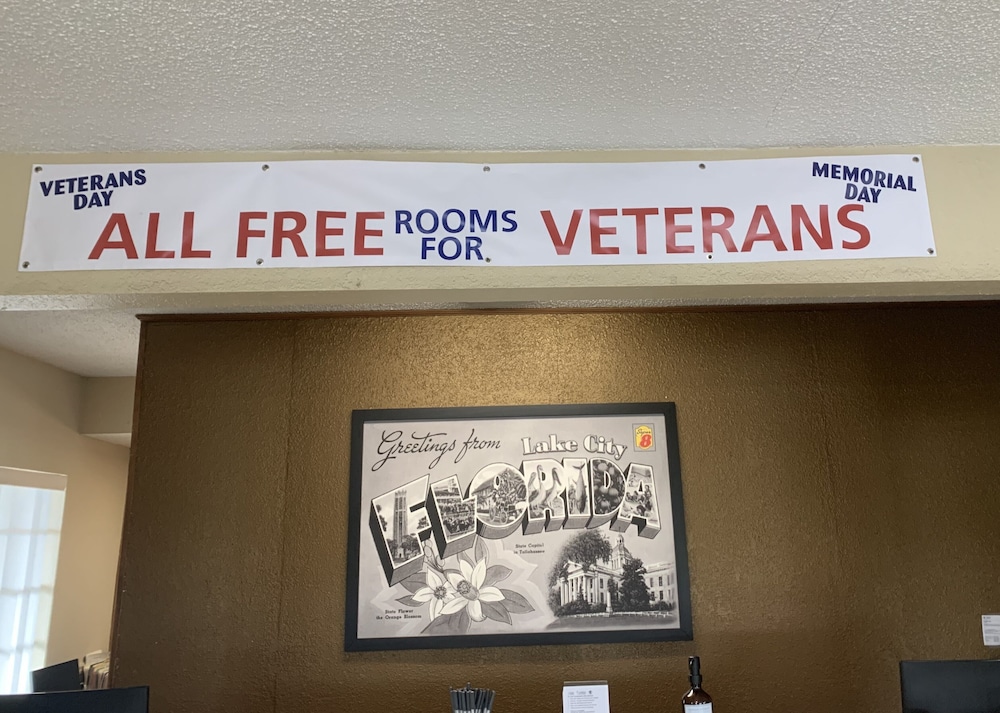 VETERANS
DAY
ALL FREE
ROOMS
FOR
VETERANS
MEMORIAL
DAY
Greetings from
Lake City
8
FLORIDA
State Capitol
in Tallahassee
State Flower
the Orange Blossom